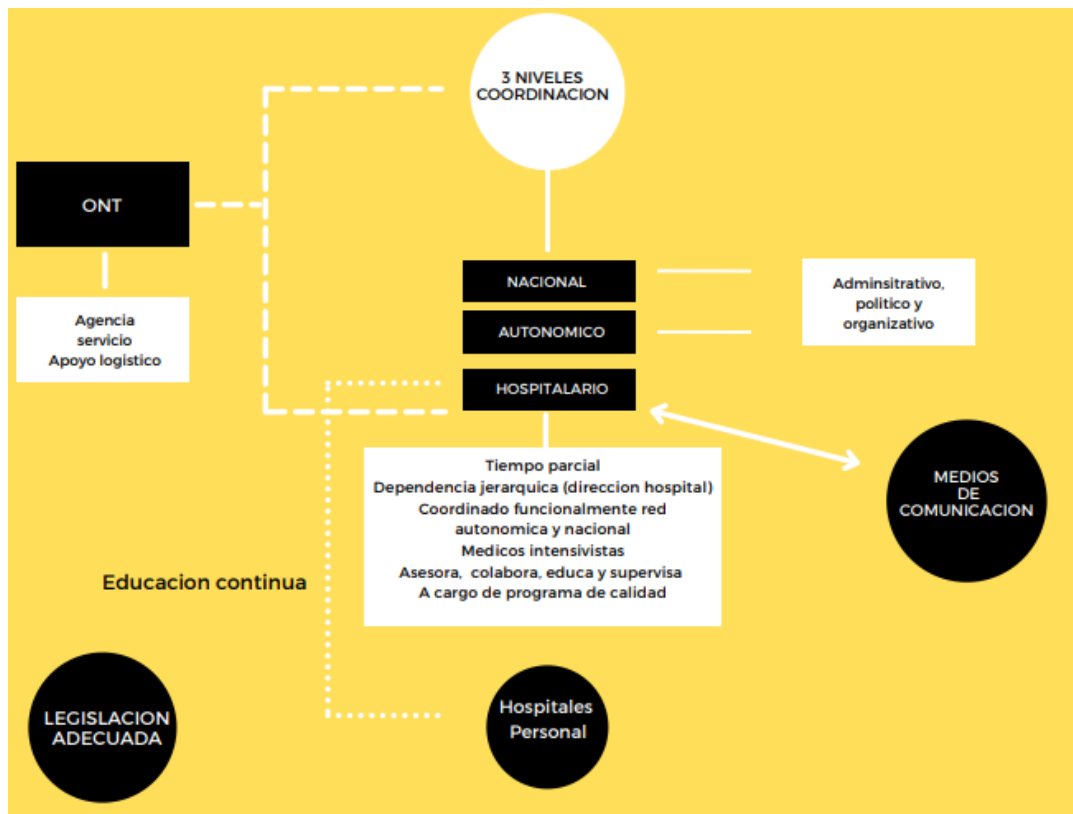 3 NIVELES
COORDINACION
ONT
Agencia
servicio
Apoyo logistico
NACIONAL
AUTONOMICO
HOSPITALARIO
Adminsitrativo,
politico y
organizativo
Tiempo parcial
Dependencia jerarquica (direccion hospital)
Coordinado funcionalmente red
autonomica y nacional
Medicos intensivistas
Asesora, colabora, educa y supervisa
A cargo de programa de calidad
MEDIOS
DE
COMUNICACION
Educacion continua
LEGISLACION
ADECUADA
Hospitales
Personal